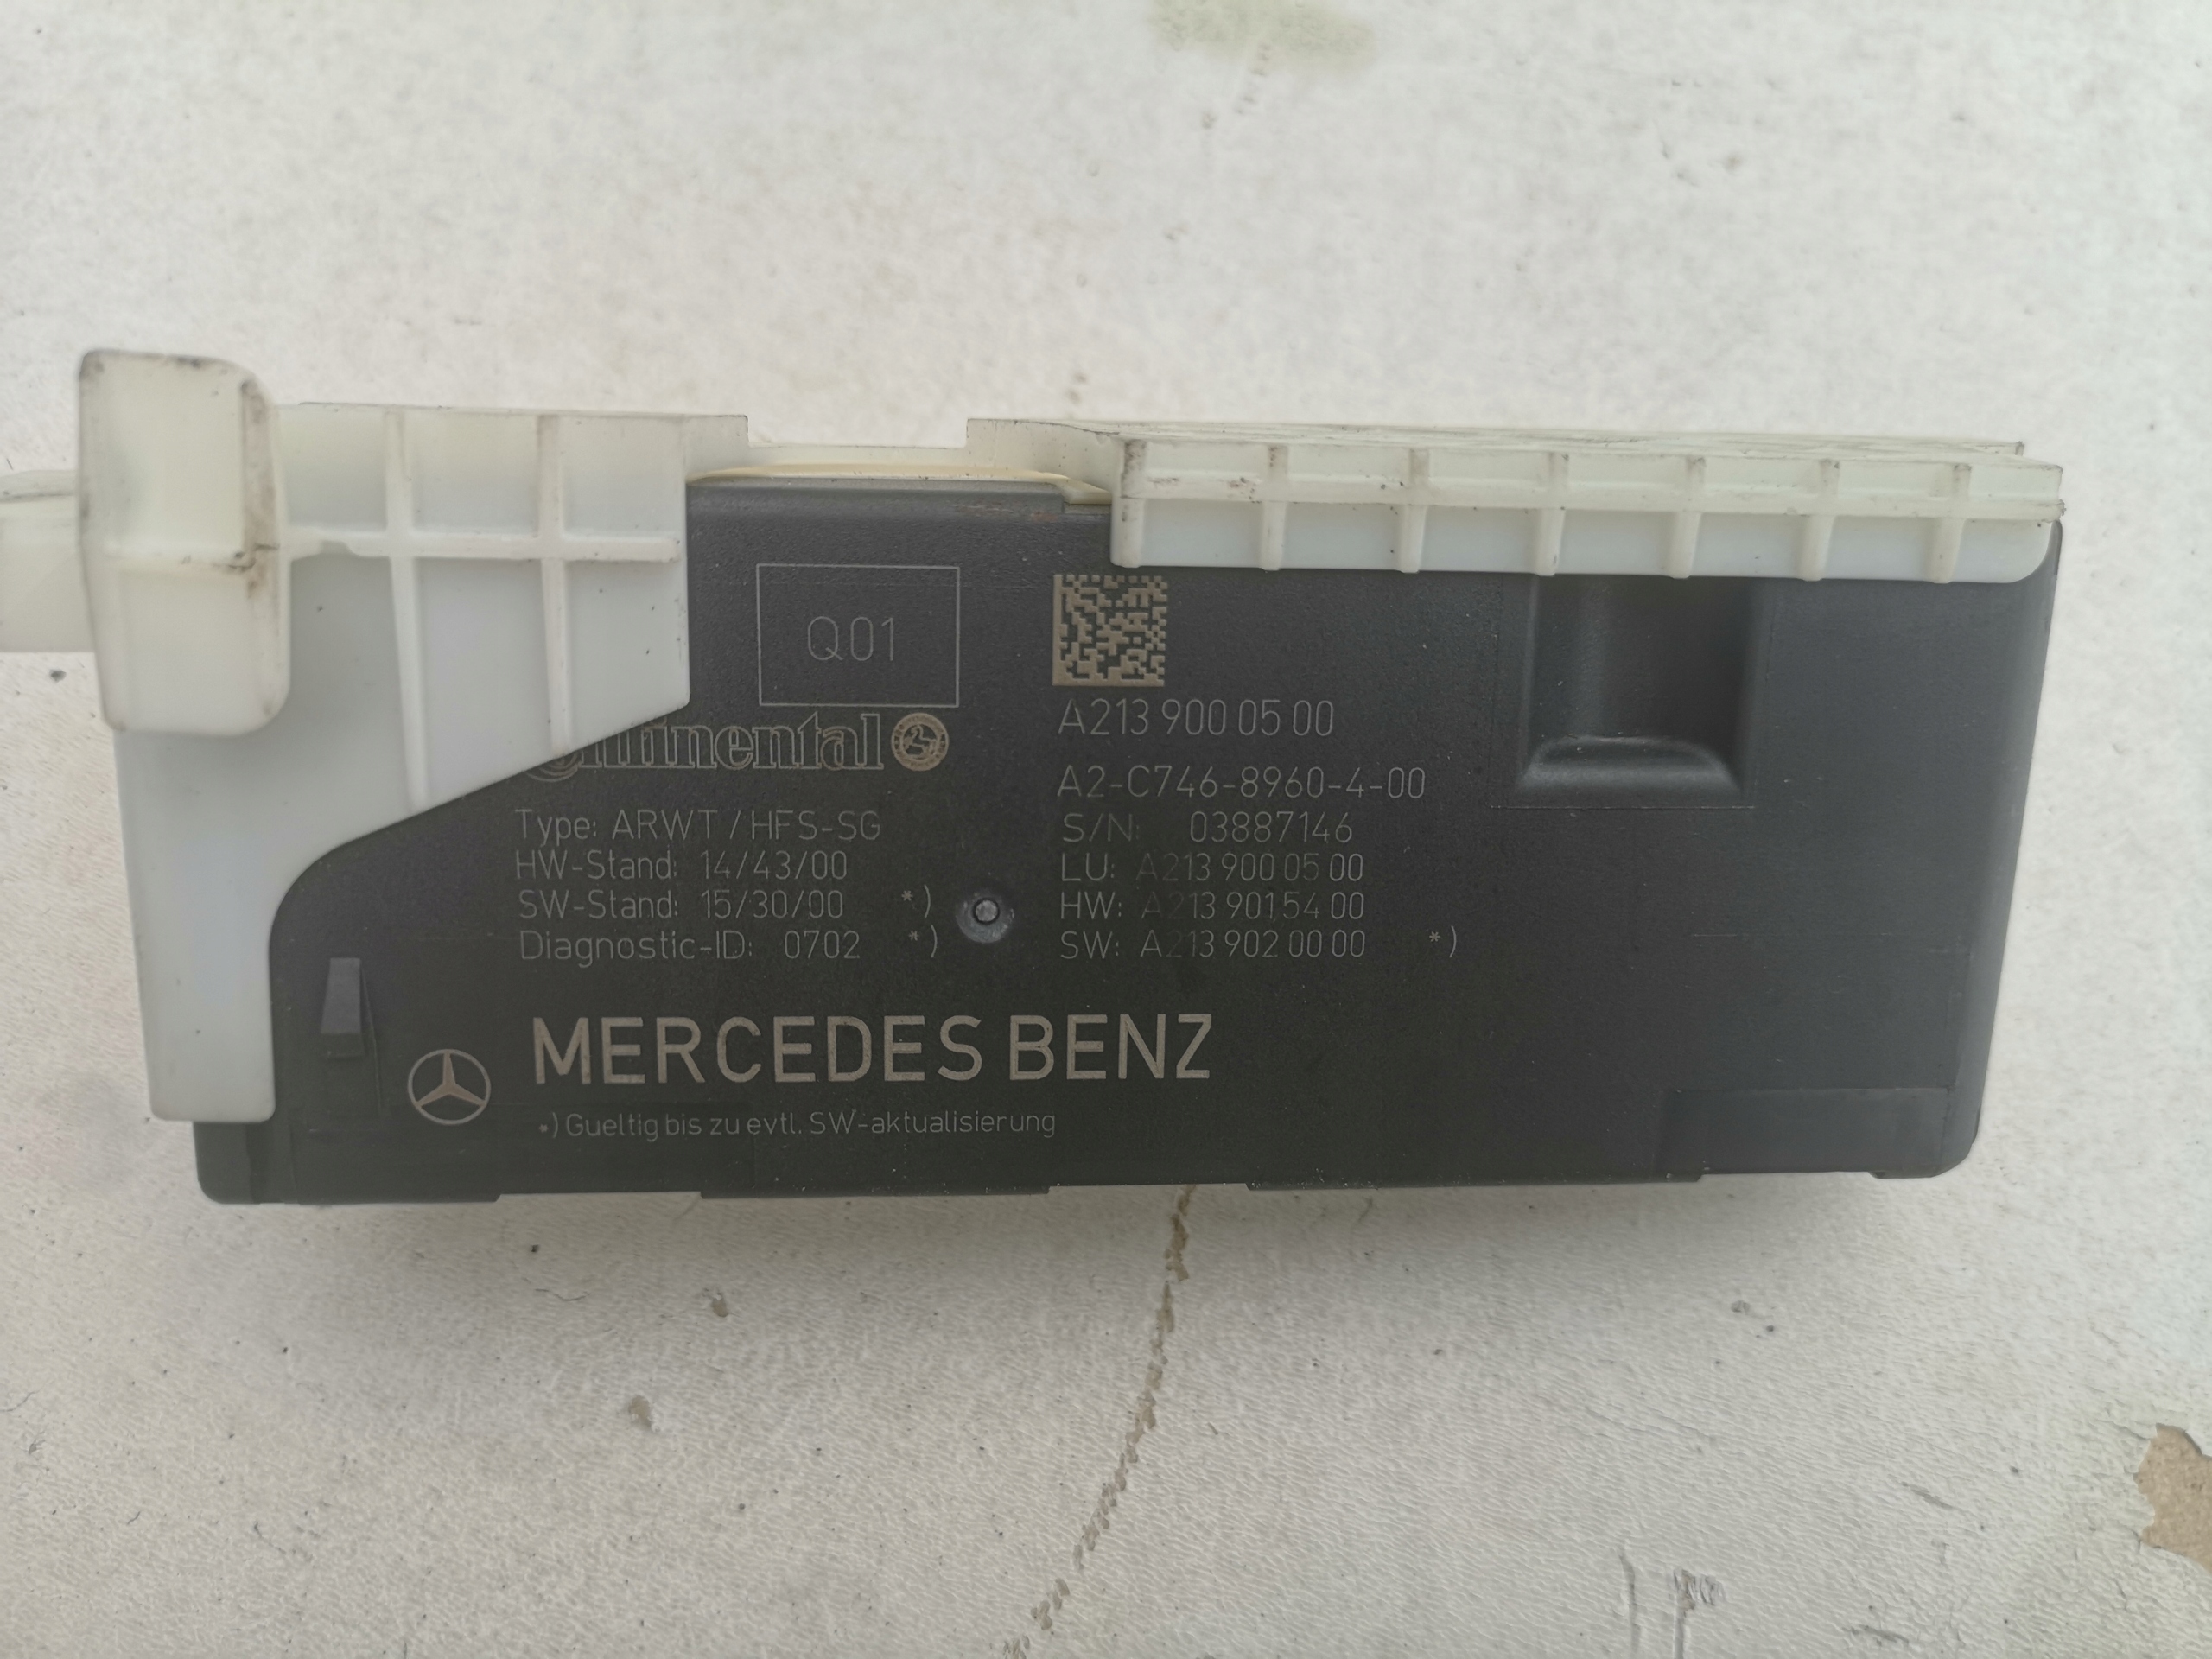 Q01
Continental
Type: ARWT / HFS-SG
HW-Stand: 14/43/00
SW-Stand: 15/30/00 *)
Diagnostic-ID: 0702 *)
A213 900 05 00
A2-C746-8960-4-00
S/N: 03887146
LU: A213 900 05 00
HW: A213 901 54 00
SW: A213 902 00 00 *)
MERCEDES BENZ
*) Gueltig bis zu evtl. SW-aktualisierung